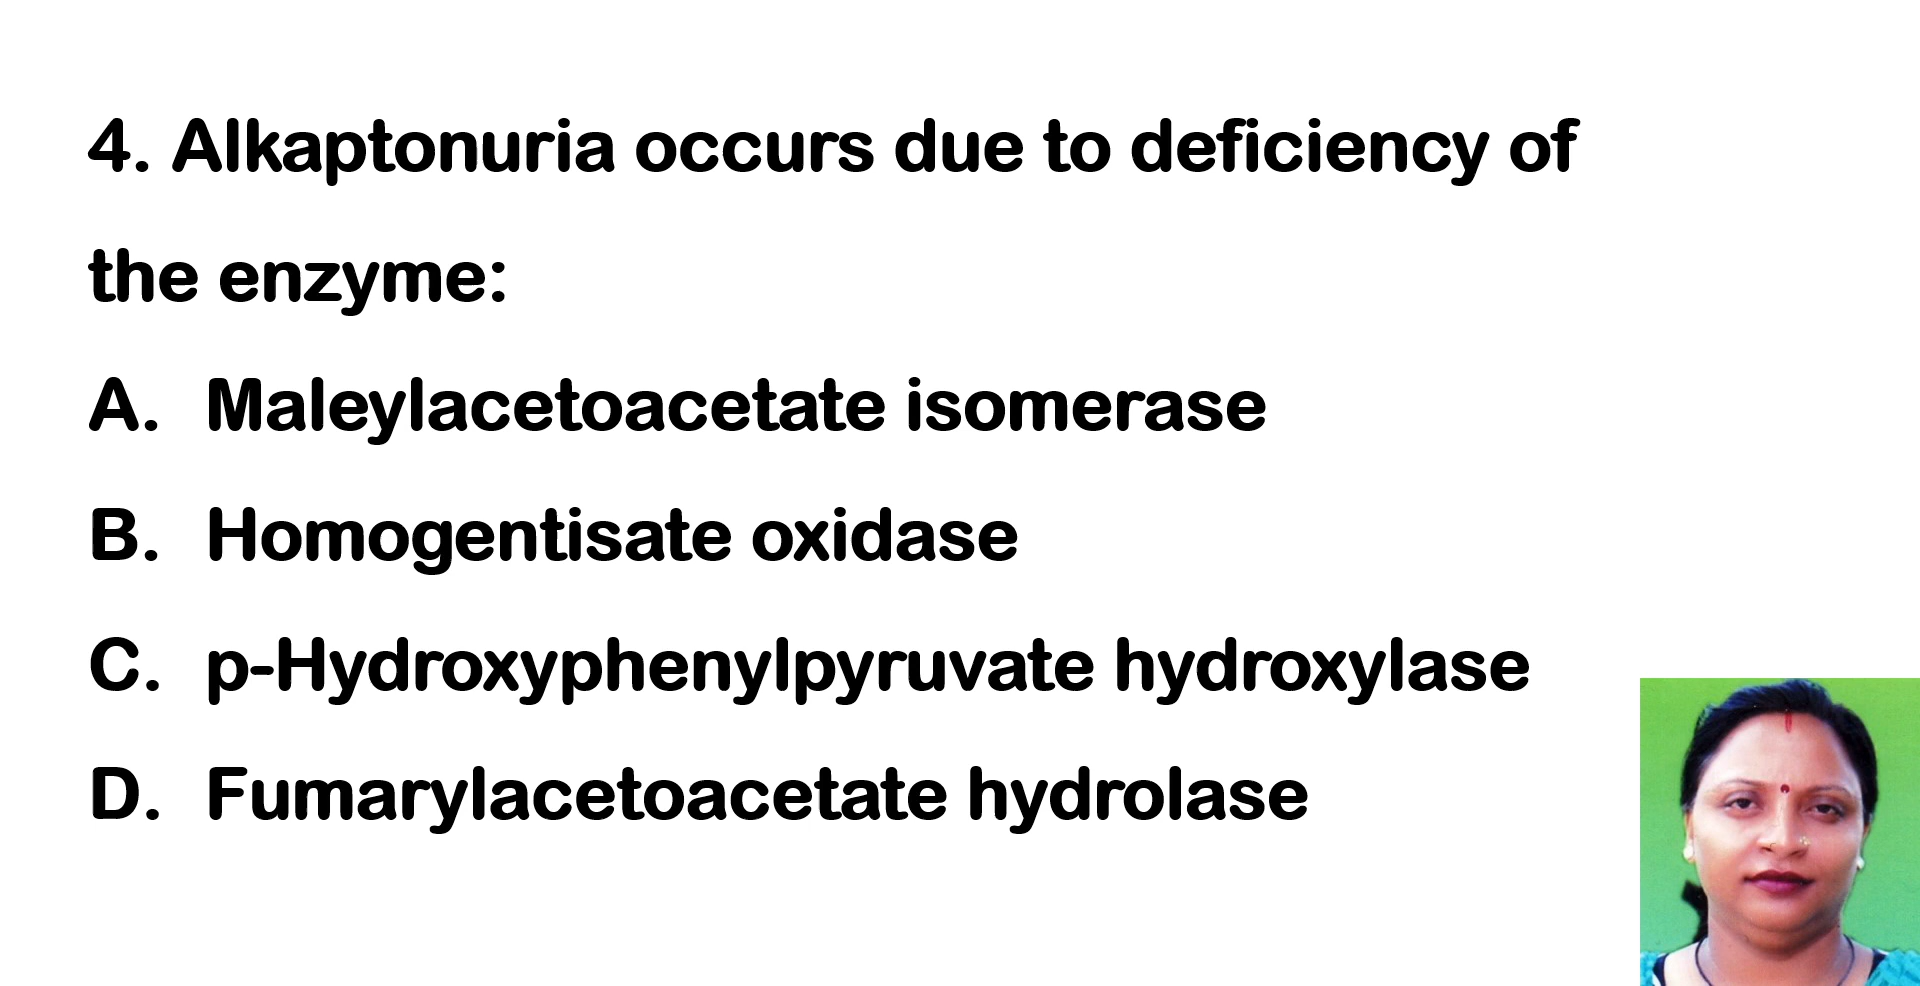 4. Alkaptonuria occurs due to deficiency of
the enzyme:
A. Maleylacetoacetate isomerase
B. Homogentisate oxidase
C. p-Hydroxyphenylpyruvate hydroxylase
D. Fumarylacetoacetate hydrolase